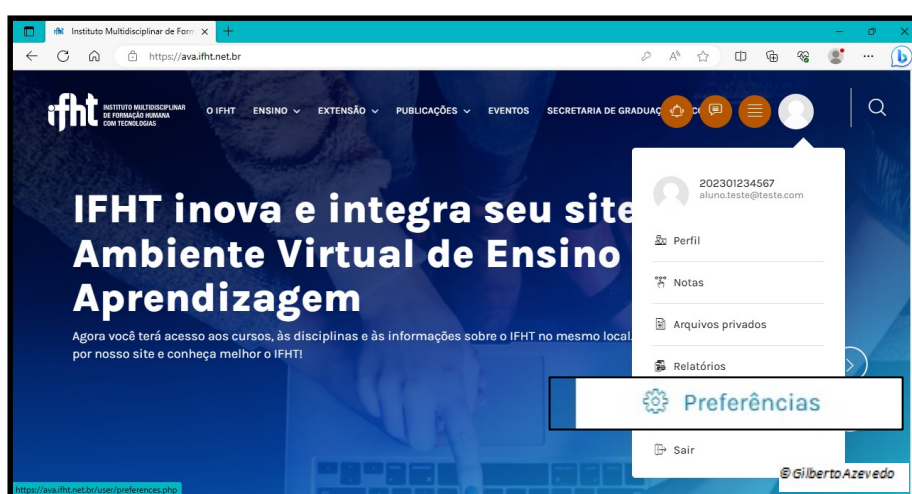 Instituto Multidisciplinar de Form
https://ava.ifht.net.br
ifht INSTITUTO MULTIDISCIPLINAR
DE FORMAÇÃO HUMANA
COM TECNOLOGIAS
O IFHT ENSINO EXTENSÃO PUBLICAÇÕES EVENTOS SECRETARIA DE GRADUAÇ
202301234567
aluno.teste@teste.com
IFHT inova e integra seu site
Ambiente Virtual de Ensino
Aprendizagem
Agora você terá acesso aos cursos, às disciplinas e às informações sobre o IFHT no mesmo local.
por nosso site e conheça melhor o IFHT!
Perfil
Notas
Arquivos privados
Relatórios
Preferências
Sair
© Gilberto Azevedo
https://ava.ifht.net.br/user/preferences.php